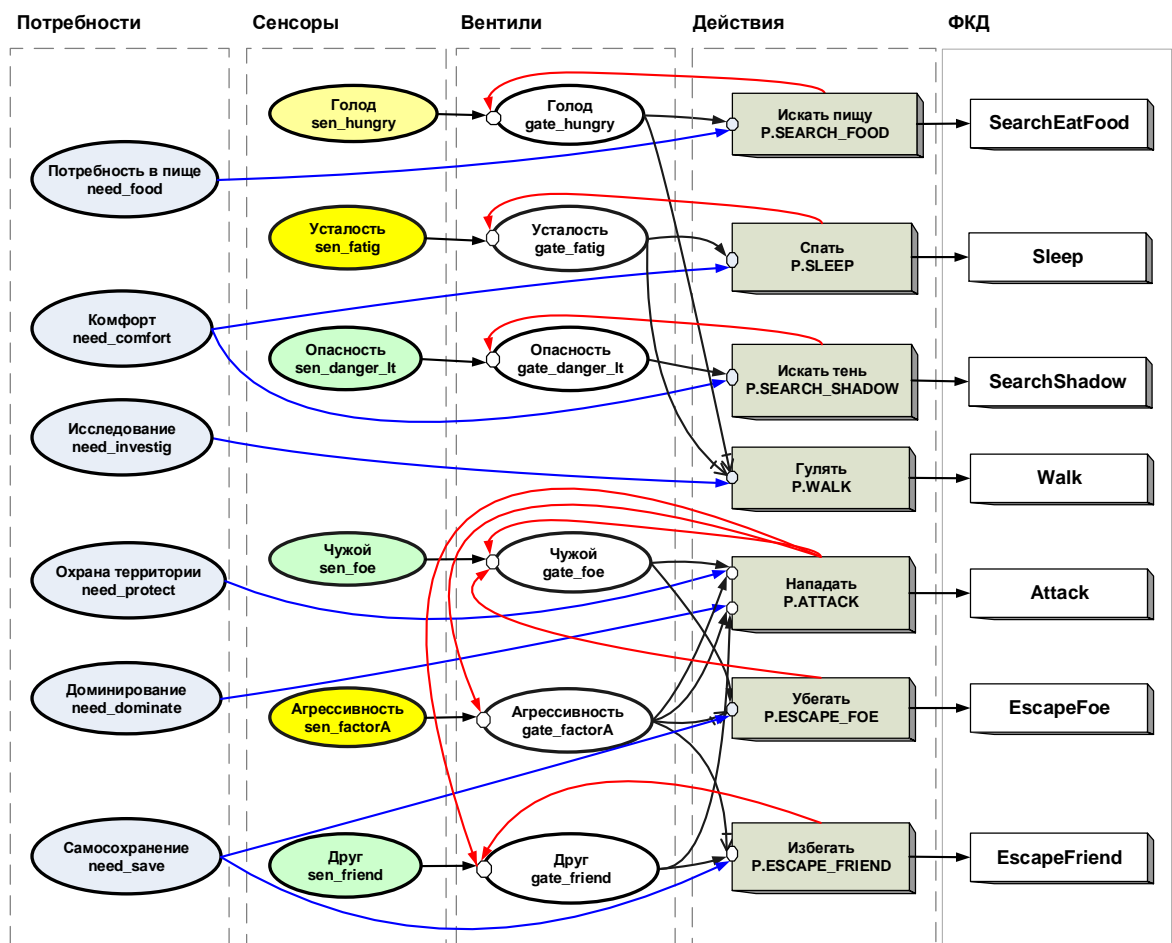 Потребности
Сенсоры
Вентили
Действия
ФКД
Потребность в пище
need_food
Комфорт
need_comfort
Исследование
need_investig
Охрана территории
need_protect
Доминирование
need_dominate
Самосохранение
need_save
Голод
sen_hungry
Усталость
sen_fatig
Опасность
sen_danger_lt
Чужой
sen_foe
Агрессивность
sen_factorA
Друг
sen_friend
Голод
gate_hungry
Усталость
gate_fatig
Опасность
gate_danger_lt
Чужой
gate_foe
Агрессивность
gate_factorA
Друг
gate_friend
Искать пищу
P.SEARCH_FOOD
Спать
P.SLEEP
Искать тень
P.SEARCH_SHADOW
Гулять
P.WALK
Нападать
P.ATTACK
Убегать
P.ESCAPE_FOE
Избегать
P.ESCAPE_FRIEND
SearchEatFood
Sleep
SearchShadow
Walk
Attack
EscapeFoe
EscapeFriend